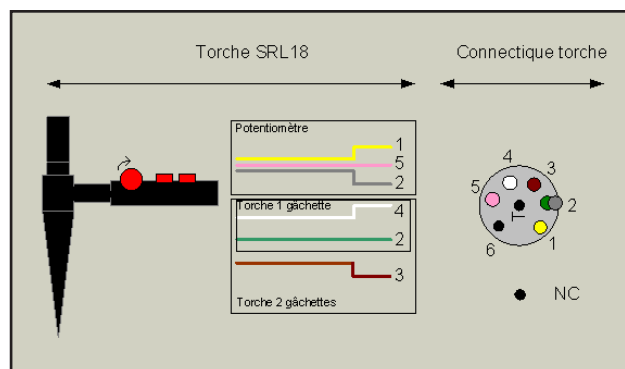 Torche SRL18
Connectique torche
Potentiomètre
1
5
2
Torche 1 gâchette
4
2
3
Torche 2 gâchettes
4
3
5
2
T
6
1
NC